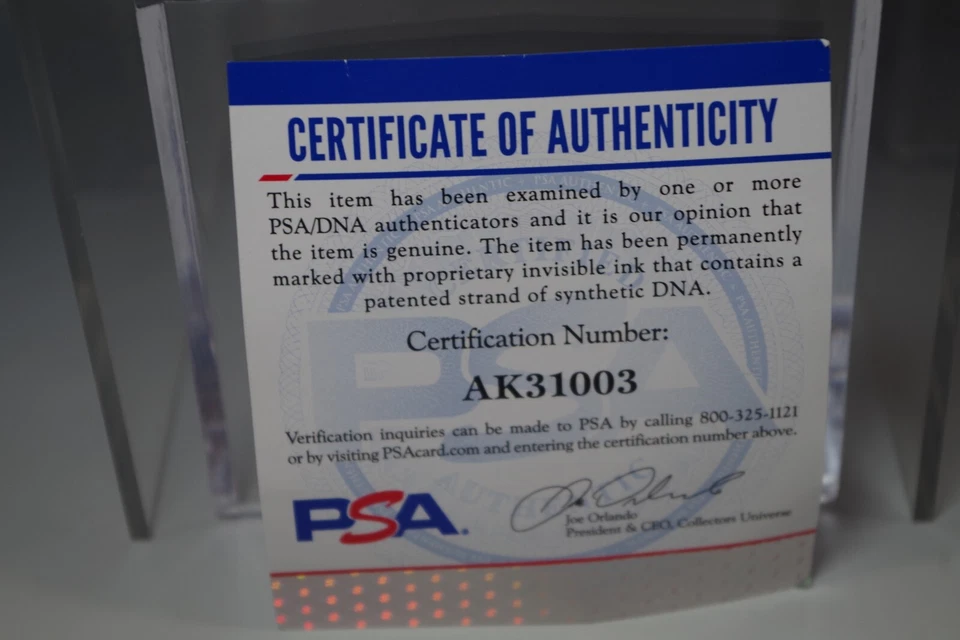 CERTIFICATE OF AUTHENTICITY
This item has been examined by one or more
PSA/DNA authenticators and it is our opinion that
the item is genuine. The item has been permanently
marked with proprietary invisible ink that contains a
patented strand of synthetic DNA.
Certification Number:
AK31003
Verification inquiries can be made to PSA by calling 800-325-1121
or by visiting PSAcard.com and entering the certification number above.
PSA.
Joe Orlando
President & CEO, Collectors Universe